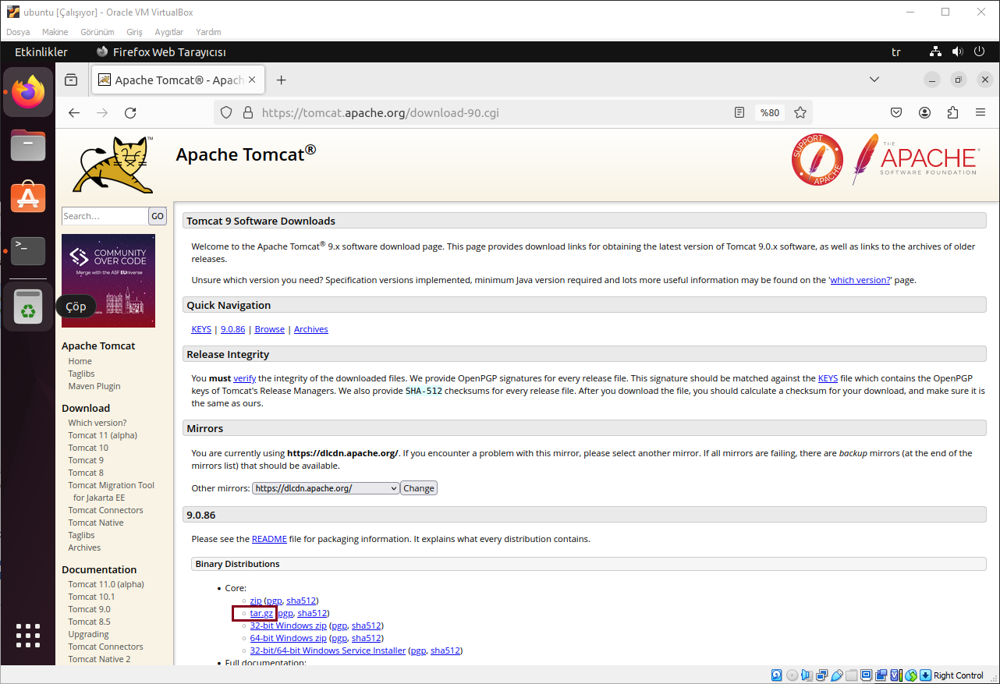 ubuntu [Çalışıyor] - Oracle VM VirtualBox
Dosya Makine Görünüm Giriş Aygıtlar Yardım
Etkinlikler Firefox Web Tarayıcısı tr
Apache Tomcat® - Apach
https://tomcat.apache.org/download-90.cgi %80
Apache Tomcat®
SUPPORT APACHE
THE
APACHE
SOFTWARE FOUNDATION
Search… GO
COMMUNITY
OVER CODE
Merge with the ASF EUniverse
Çöp
Apache Tomcat
Home
Taglibs
Maven Plugin
Download
Which version?
Tomcat 11 (alpha)
Tomcat 10
Tomcat 9
Tomcat 8
Tomcat Migration Tool
for Jakarta EE
Tomcat Connectors
Tomcat Native
Taglibs
Archives
Documentation
Tomcat 11.0 (alpha)
Tomcat 10.1
Tomcat 9.0
Tomcat 8.5
Upgrading
Tomcat Connectors
Tomcat Native 2
Tomcat 9 Software Downloads
Welcome to the Apache Tomcat® 9.x software download page. This page provides download links for obtaining the latest version of Tomcat 9.0.x software, as well as links to the archives of older
releases.
Unsure which version you need? Specification versions implemented, minimum Java version required and lots more useful information may be found on the 'which version?' page.
Quick Navigation
KEYS | 9.0.86 | Browse | Archives
Release Integrity
You must verify the integrity of the downloaded files. We provide OpenPGP signatures for every release file. This signature should be matched against the KEYS file which contains the OpenPGP
keys of Tomcat's Release Managers. We also provide SHA-512 checksums for every release file. After you download the file, you should calculate a checksum for your download, and make sure it is
the same as ours.
Mirrors
You are currently using https://dlcdn.apache.org/. If you encounter a problem with this mirror, please select another mirror. If all mirrors are failing, there are backup mirrors (at the end of the
mirrors list) that should be available.
Other mirrors: https://dlcdn.apache.org/ Change
9.0.86
Please see the README file for packaging information. It explains what every distribution contains.
Binary Distributions
• Core:
○ zip (pgp, sha512)
○ tar.gz (pgp, sha512)
○ 32-bit Windows zip (pgp, sha512)
○ 64-bit Windows zip (pgp, sha512)
○ 32-bit/64-bit Windows Service Installer (pgp, sha512)
• Full documentation:
Right Control